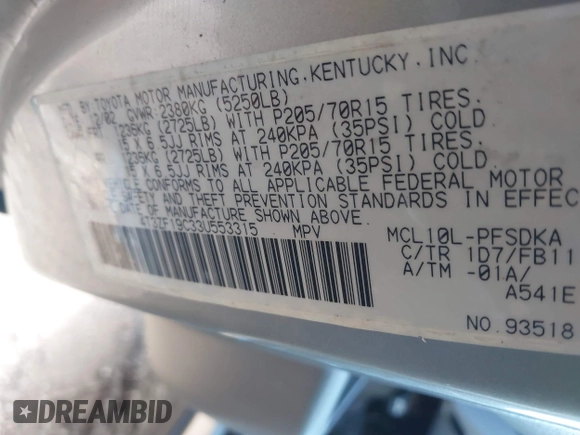 BY TOYOTA MOTOR MANUFACTURING, KENTUCKY, INC.
12/02 GVWR 2380KG (5250LB)
1236KG (2725LB) WITH P205/70R15 TIRES.
15 X 6.5JJ RIMS AT 240KPA (35PSI) COLD
1236KG (2725LB) WITH P205/70R15 TIRES.
X 6.5JJ RIMS AT 240KPA (35PSI) COLD.
CONFORMS TO ALL APPLICABLE FEDERAL MOTOR
SAFETY AND THEFT PREVENTION STANDARDS IN EFFEC
OF MANUFACTURE SHOWN ABOVE.
MPV
MCL10L-PFSDKA
C/TR 1D7/FB11
A/TM -01A/
A541E
NO. 93518
DREAMBID